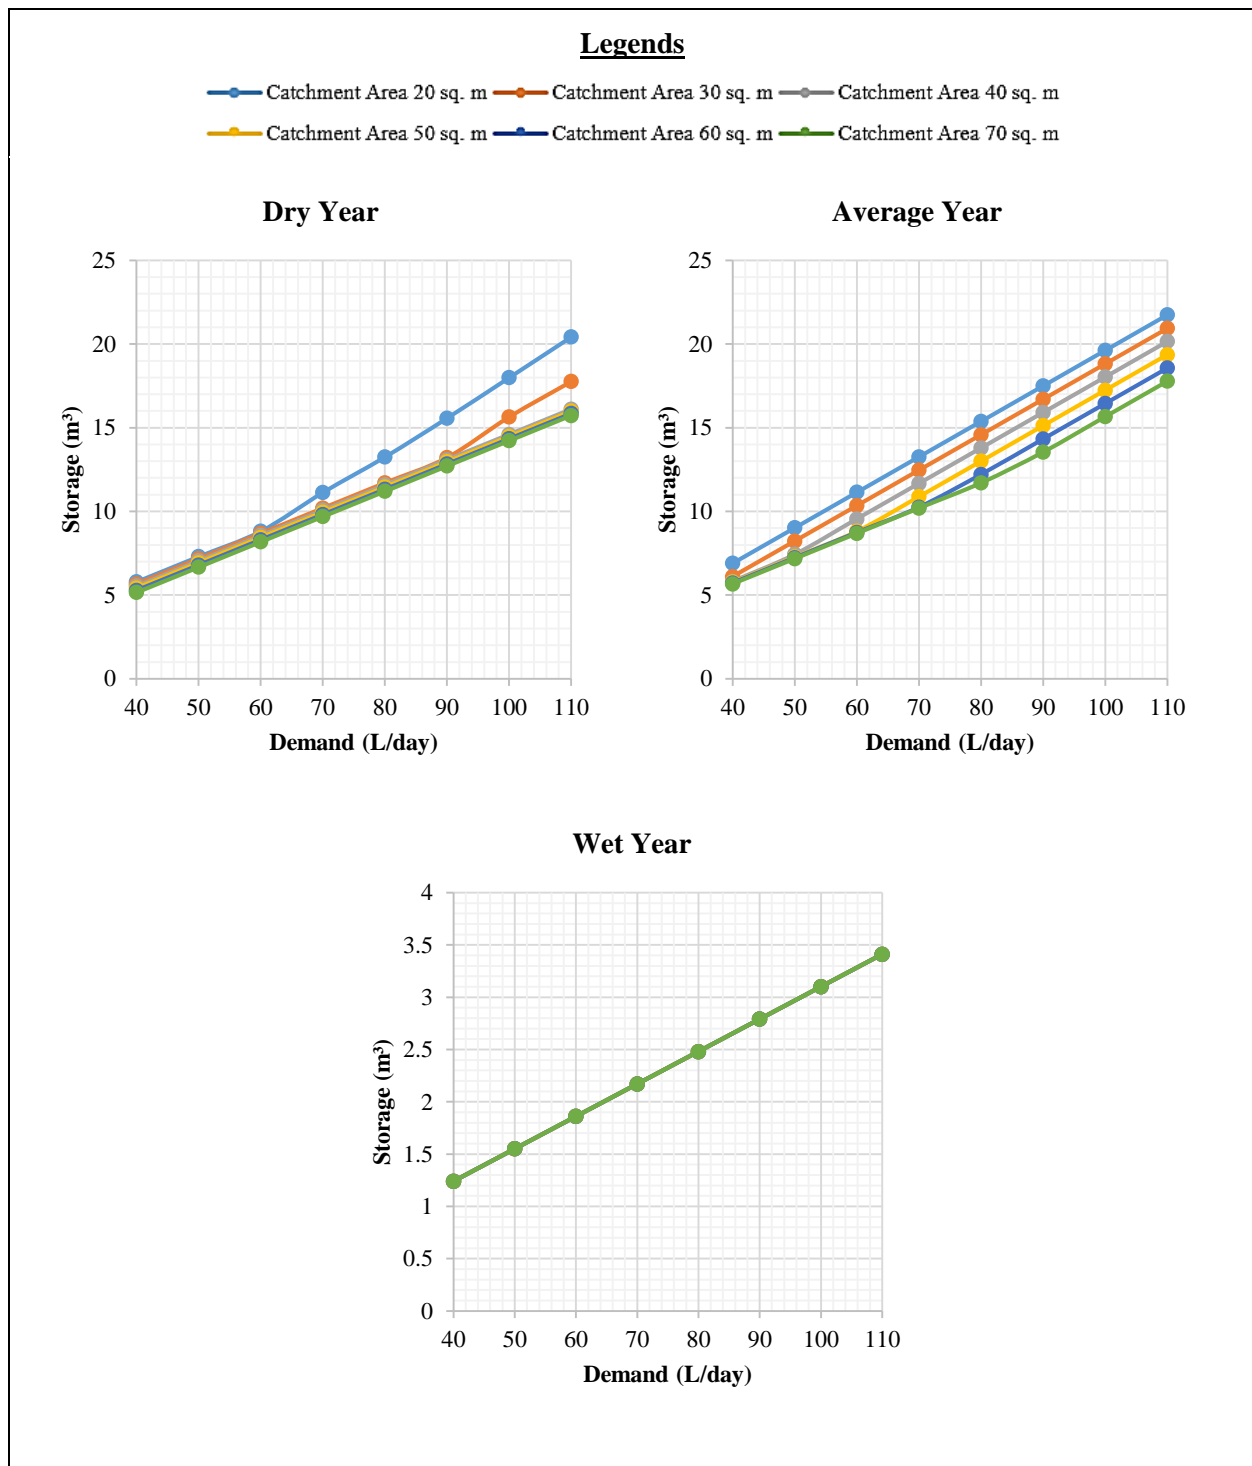 Legends
Catchment Area 20 sq. m Catchment Area 30 sq. m Catchment Area 40 sq. m
Catchment Area 50 sq. m Catchment Area 60 sq. m Catchment Area 70 sq. m
Dry Year
25
20
15
10
5
0
Storage (m³)
40 50 60 70 80 90 100 110
Demand (L/day)
Average Year
25
20
15
10
5
0
Storage (m³)
40 50 60 70 80 90 100 110
Demand (L/day)
Wet Year
4
3.5
3
2.5
2
1.5
1
0.5
0
Storage (m³)
40 50 60 70 80 90 100 110
Demand (L/day)